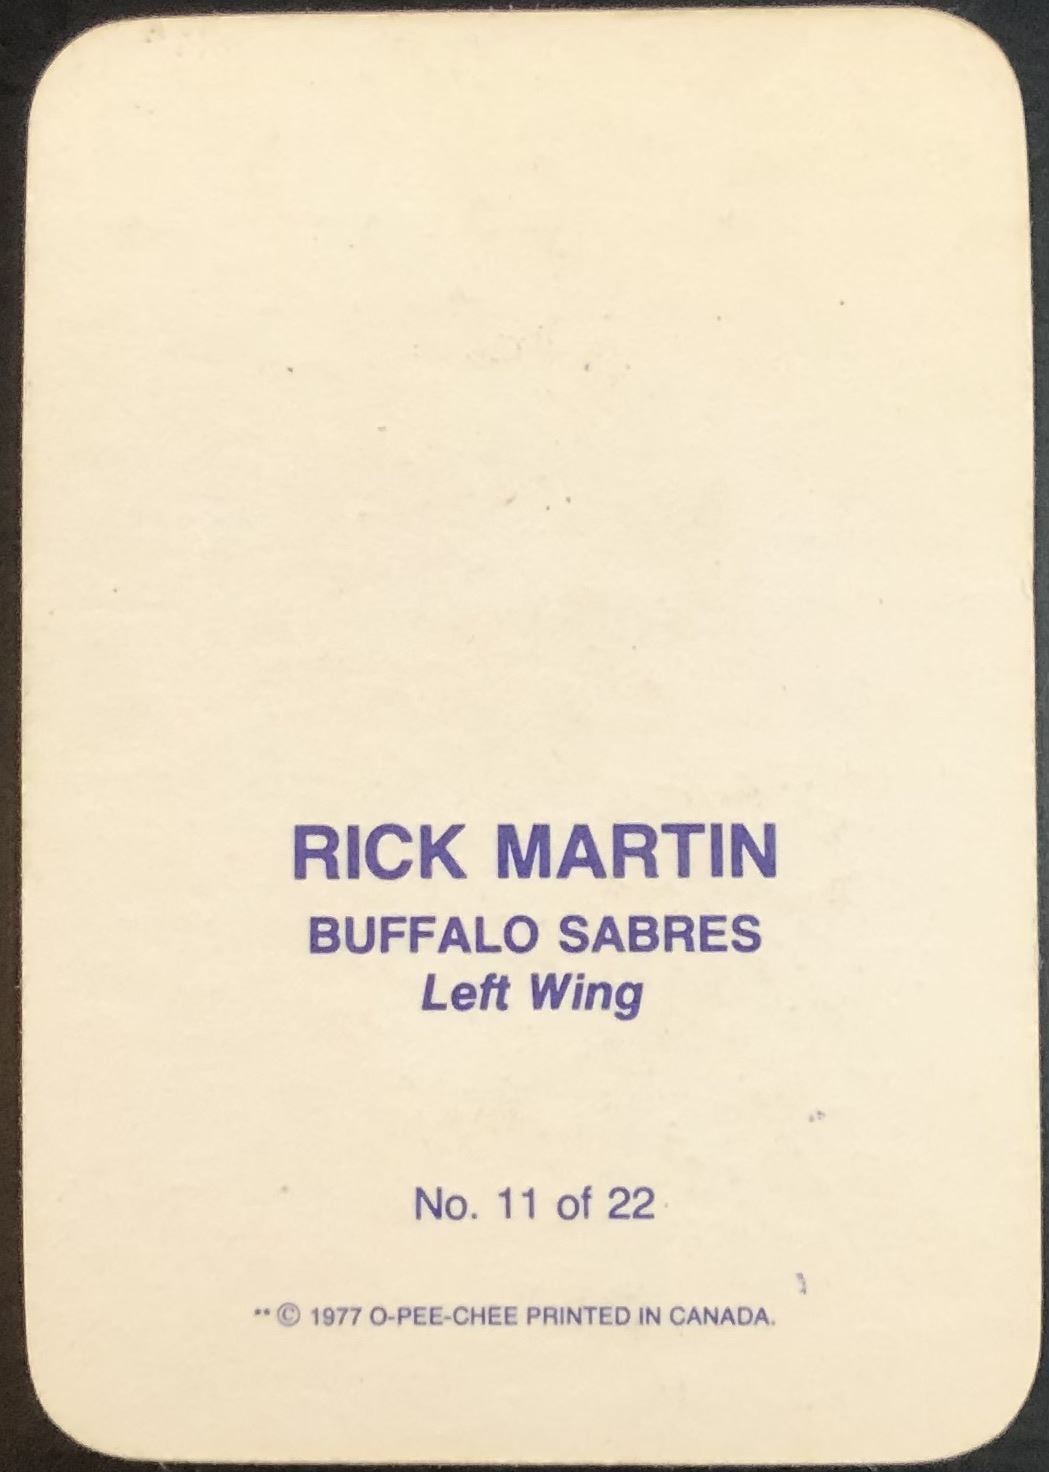 RICK MARTIN
BUFFALO SABRES
Left Wing
No. 11 of 22
** © 1977 O-PEE-CHEE PRINTED IN CANADA.